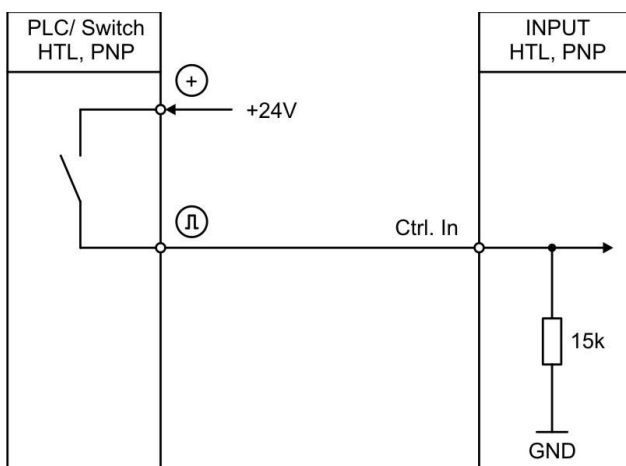 PLC/ Switch
HTL, PNP
INPUT
HTL, PNP
+
+24V
Ctrl. In
15k
GND